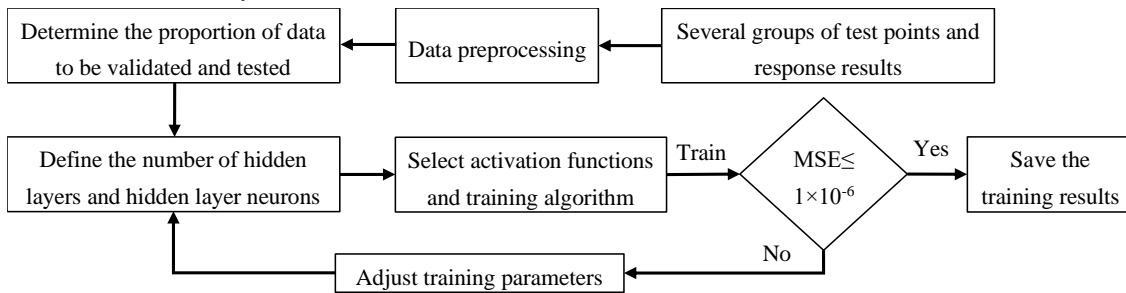 Determine the proportion of data
to be validated and tested
Data preprocessing
Several groups of test points and
response results
Define the number of hidden
layers and hidden layer neurons
Select activation functions
and training algorithm
Train
MSE≤
1×10⁻⁶
Yes
Save the
training results
No
Adjust training parameters